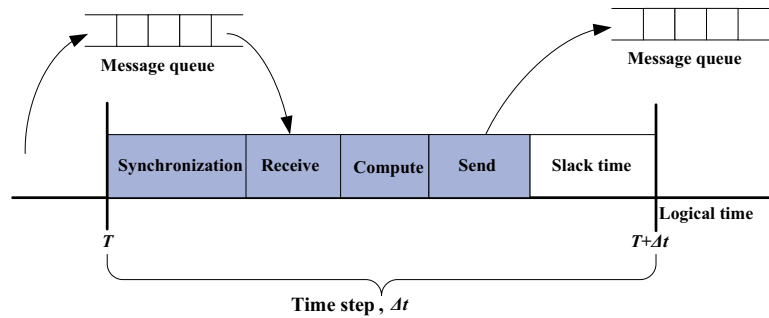 Message queue
Message queue
Synchronization
Receive
Compute
Send
Slack time
Logical time
T
T+Δt
Time step , Δt